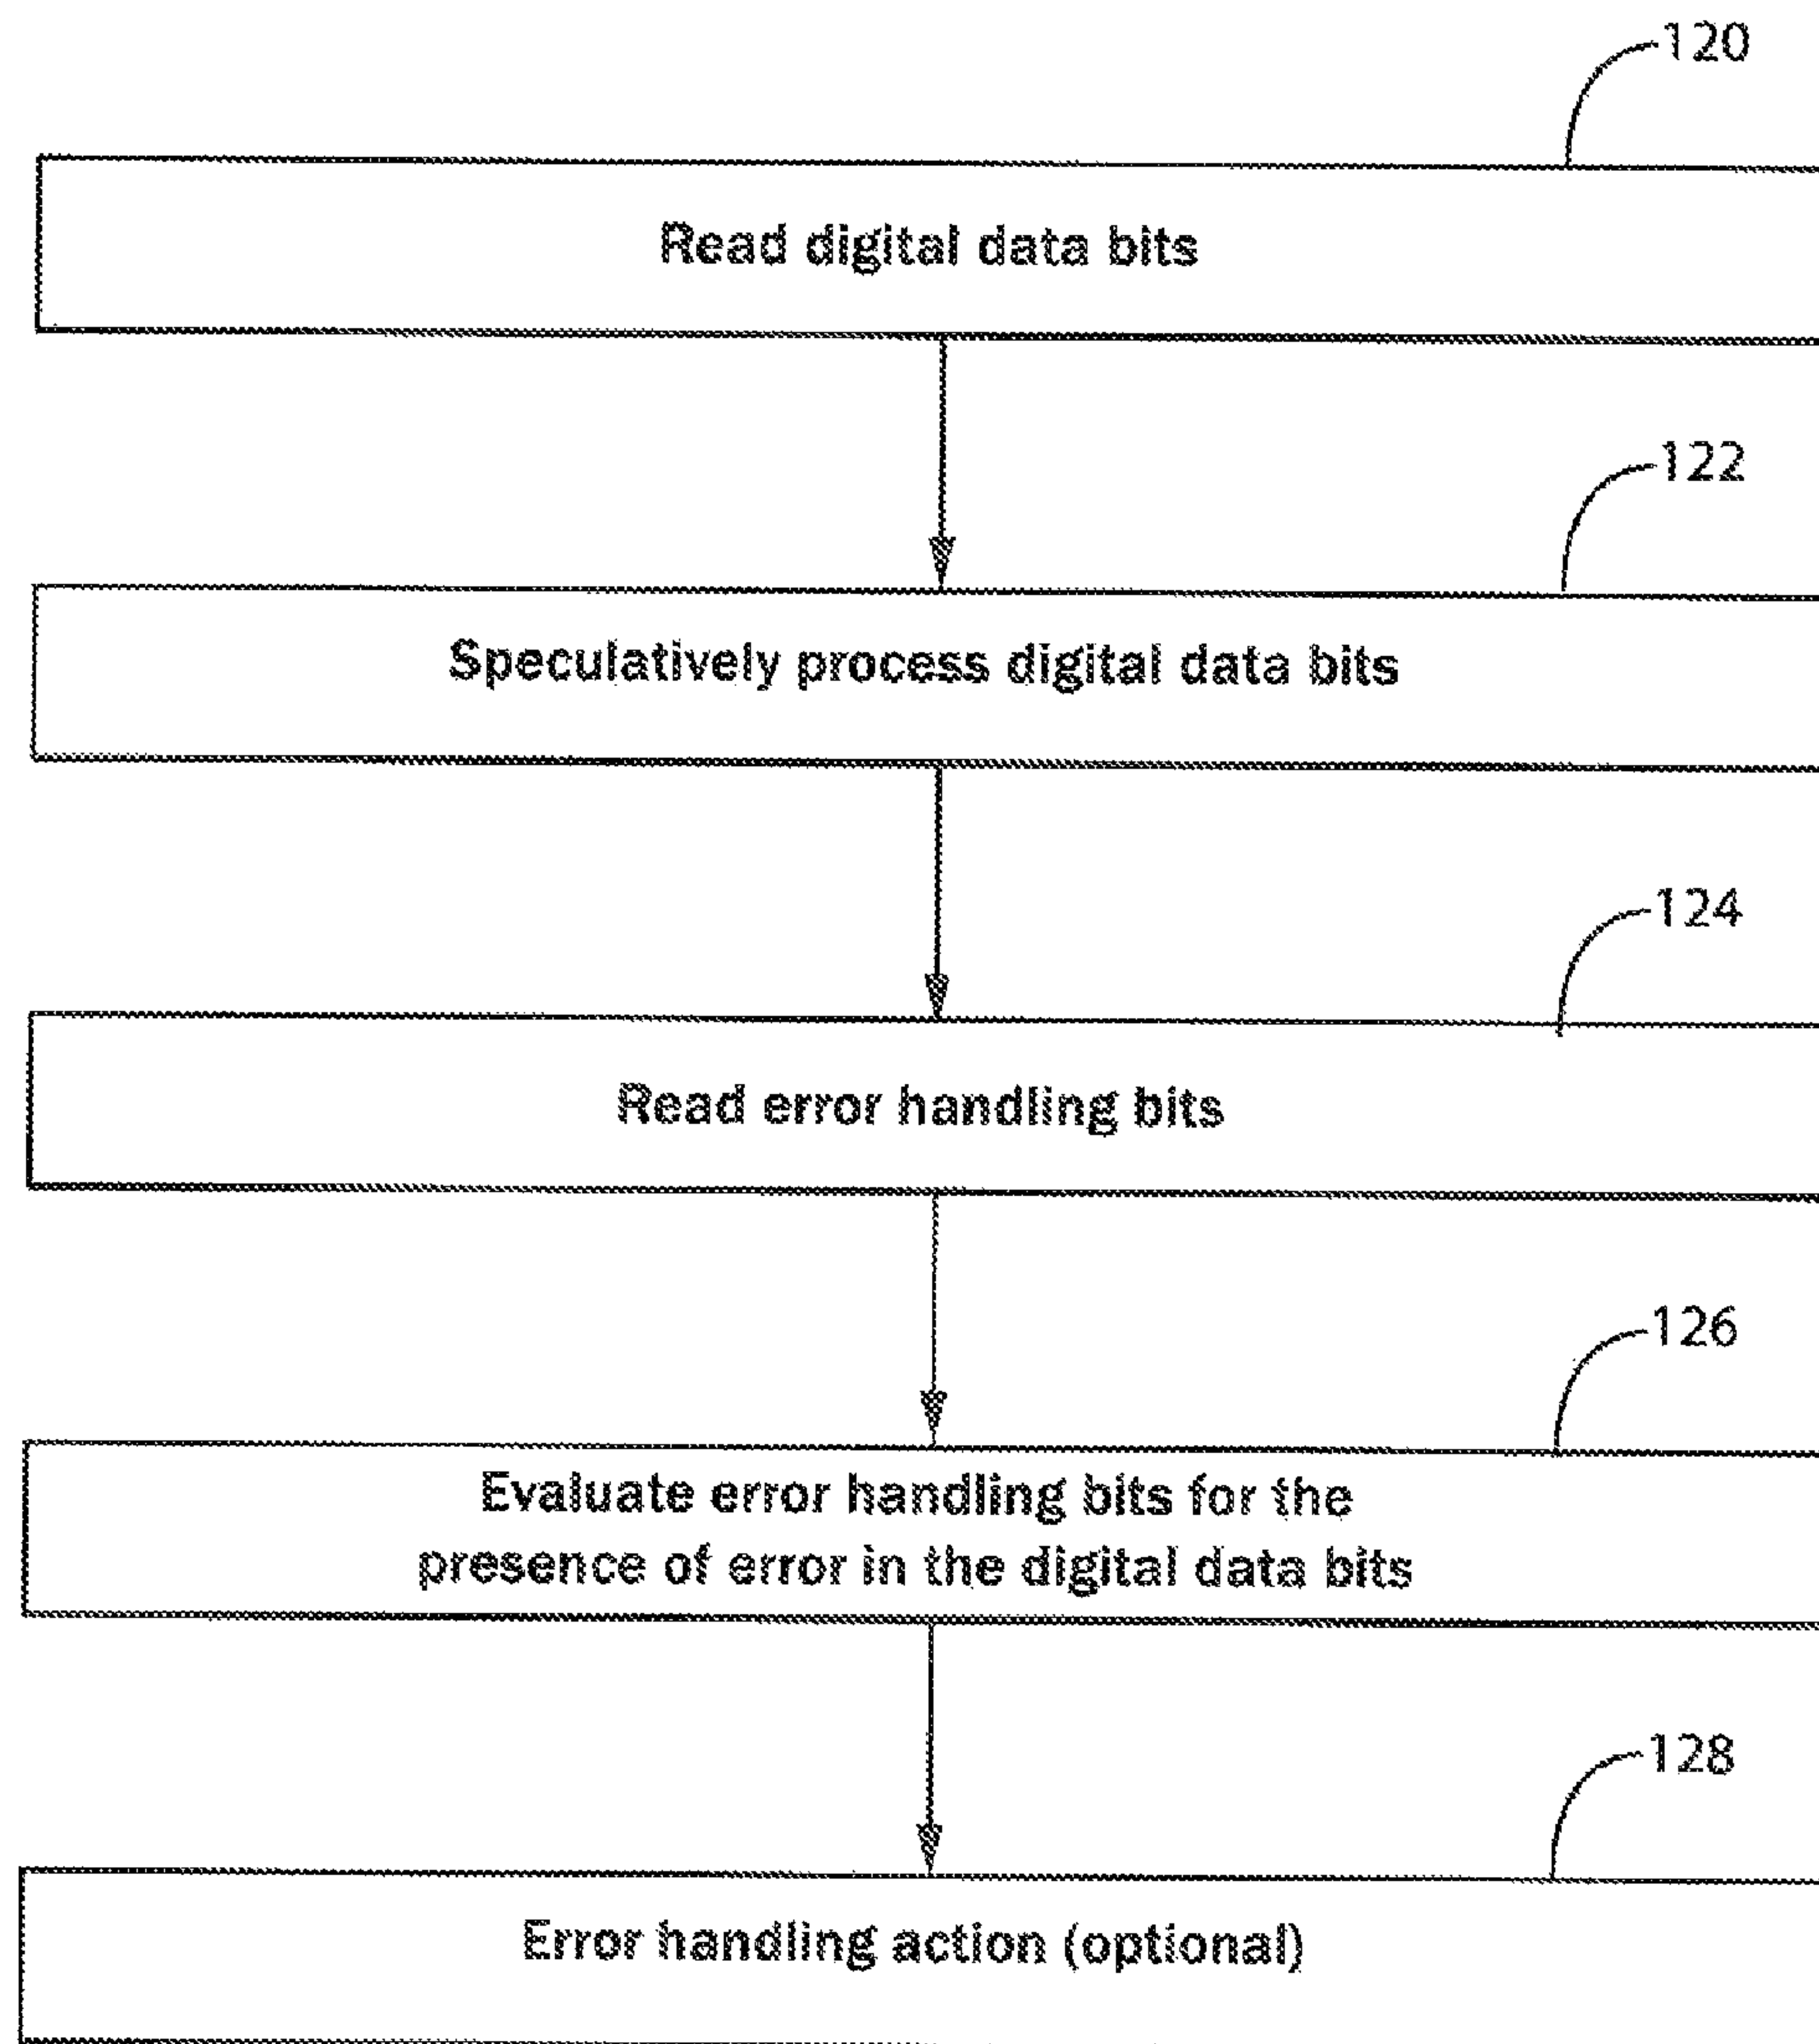 120
Read digital data bits
122
Speculatively process digital data bits
124
Read error handling bits
126
Evaluate error handling bits for the
presence of error in the digital data bits
128
Error handling action (optional)